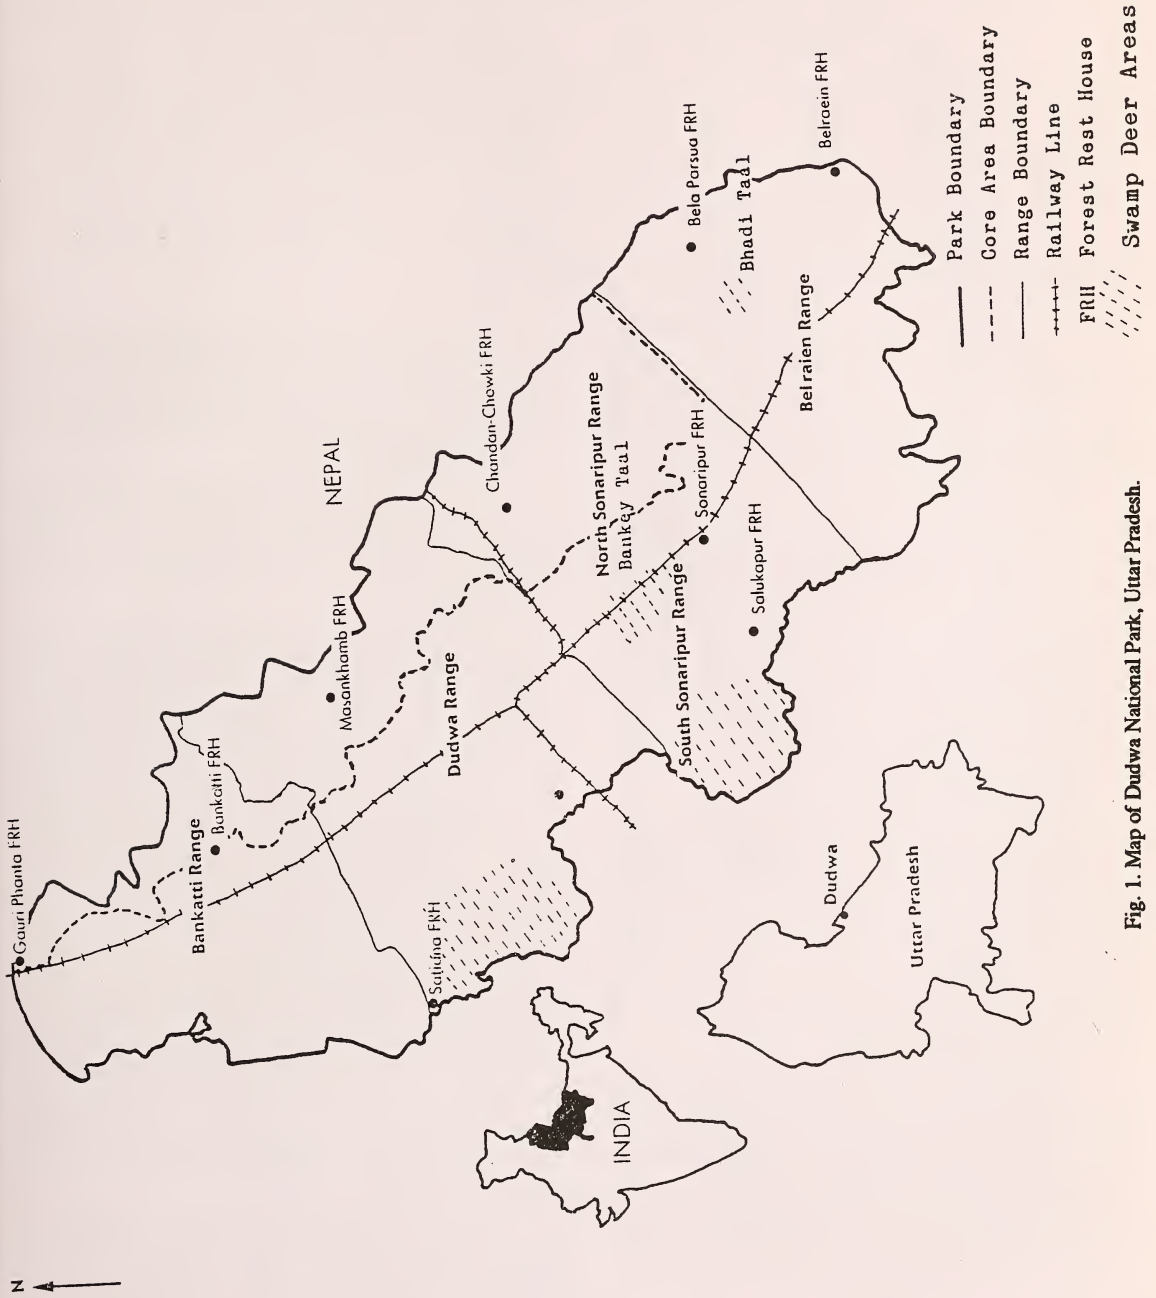 N
Gauri Phanta FRH
Bankatti Range
Bankatti FRH
Masankhamb FRH
NEPAL
Satiana FRH
Dudwa Range
Chandan-Chowki FRH
North Sonaripur Range
Bankey Taal
South Sonaripur Range
Sonaripur FRH
Salukapur FRH
Bela Parsua FRH
Bhadi Taal
Belraien Range
Belraein FRH
INDIA
Dudwa
Uttar Pradesh
Park Boundary
Core Area Boundary
Range Boundary
Railway Line
FRH Forest Rest House
Swamp Deer Areas
Fig. 1. Map of Dudwa National Park, Uttar Pradesh.